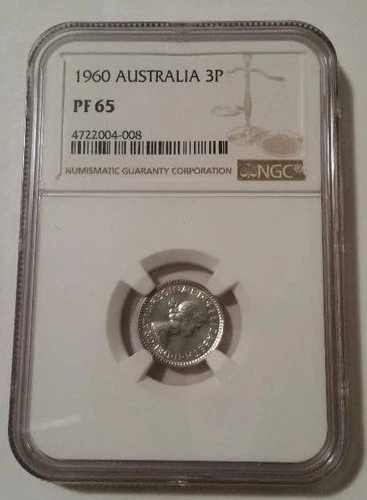 1960 AUSTRALIA 3P
PF 65
4722004-008
NUMISMATIC GUARANTY CORPORATION
NGC®